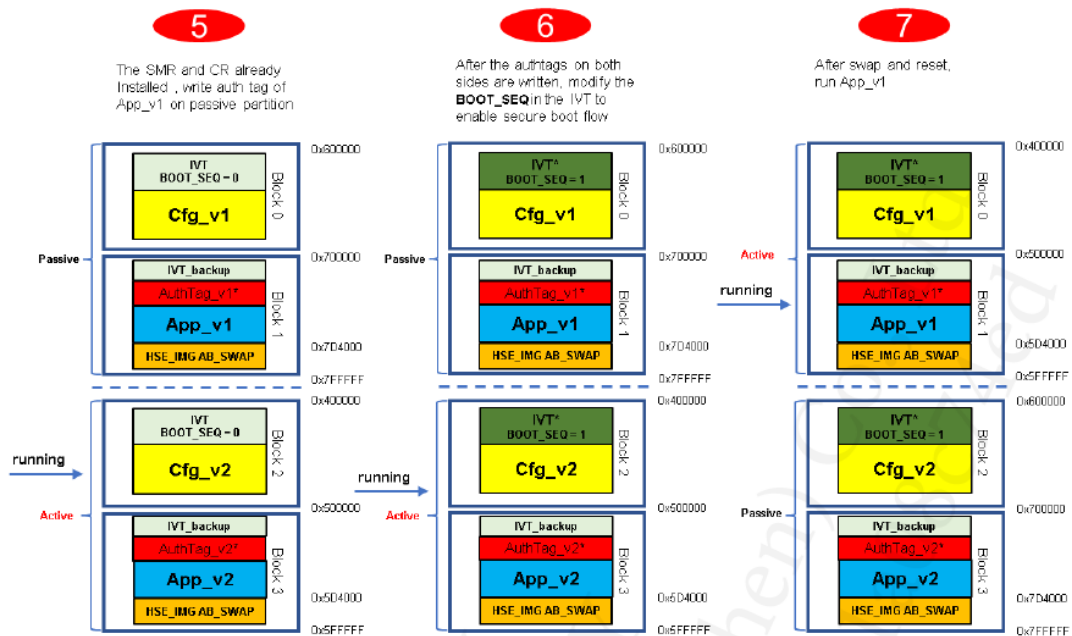 5
The SMR and CR already
Installed , write auth tag of
App_v1 on passive partition
0x600000
IVT
BOOT_SEQ = 0
Cfg_v1
Block 0
Passive
0x700000
IVT_backup
AuthTag_v1*
App_v1
Block 1
HSE_IMG AB_SWAP
0x7D4000
0x7FFFFF
0x400000
IVT
BOOT_SEQ = 0
Cfg_v2
Block 2
running
Active
0x500000
IVT_backup
AuthTag_v2*
App_v2
Block 3
HSE_IMG AB_SWAP
0x5D4000
0x5FFFFF
6
After the authtags on both
sides are written, modify the
BOOT_SEQ in the IVT to
enable secure boot flow
0x600000
IVT^
BOOT_SEQ = 1
Cfg_v1
Block 0
Passive
0x700000
IVT_backup
AuthTag_v1*
App_v1
Block 1
HSE_IMG AB_SWAP
0x7D4000
0x7FFFFF
0x400000
IVT*
BOOT_SEQ = 1
Cfg_v2
Block 2
running
Active
0x500000
IVT_backup
AuthTag_v2*
App_v2
Block 3
HSE_IMG AB_SWAP
0x5D4000
0x5FFFFF
7
After swap and reset,
run App_v1
0x400000
IVT^
BOOT_SEQ = 1
Cfg_v1
Block 0
Active
0x500000
running
IVT_backup
AuthTag_v1*
App_v1
Block 1
HSE_IMG AB_SWAP
0x5D4000
0x5FFFFF
0x600000
IVT^
BOOT_SEQ = 1
Cfg_v2
Block 2
Passive
0x700000
IVT_backup
AuthTag_v2*
App_v2
Block 3
HSE_IMG AB_SWAP
0x7D4000
0x7FFFFF